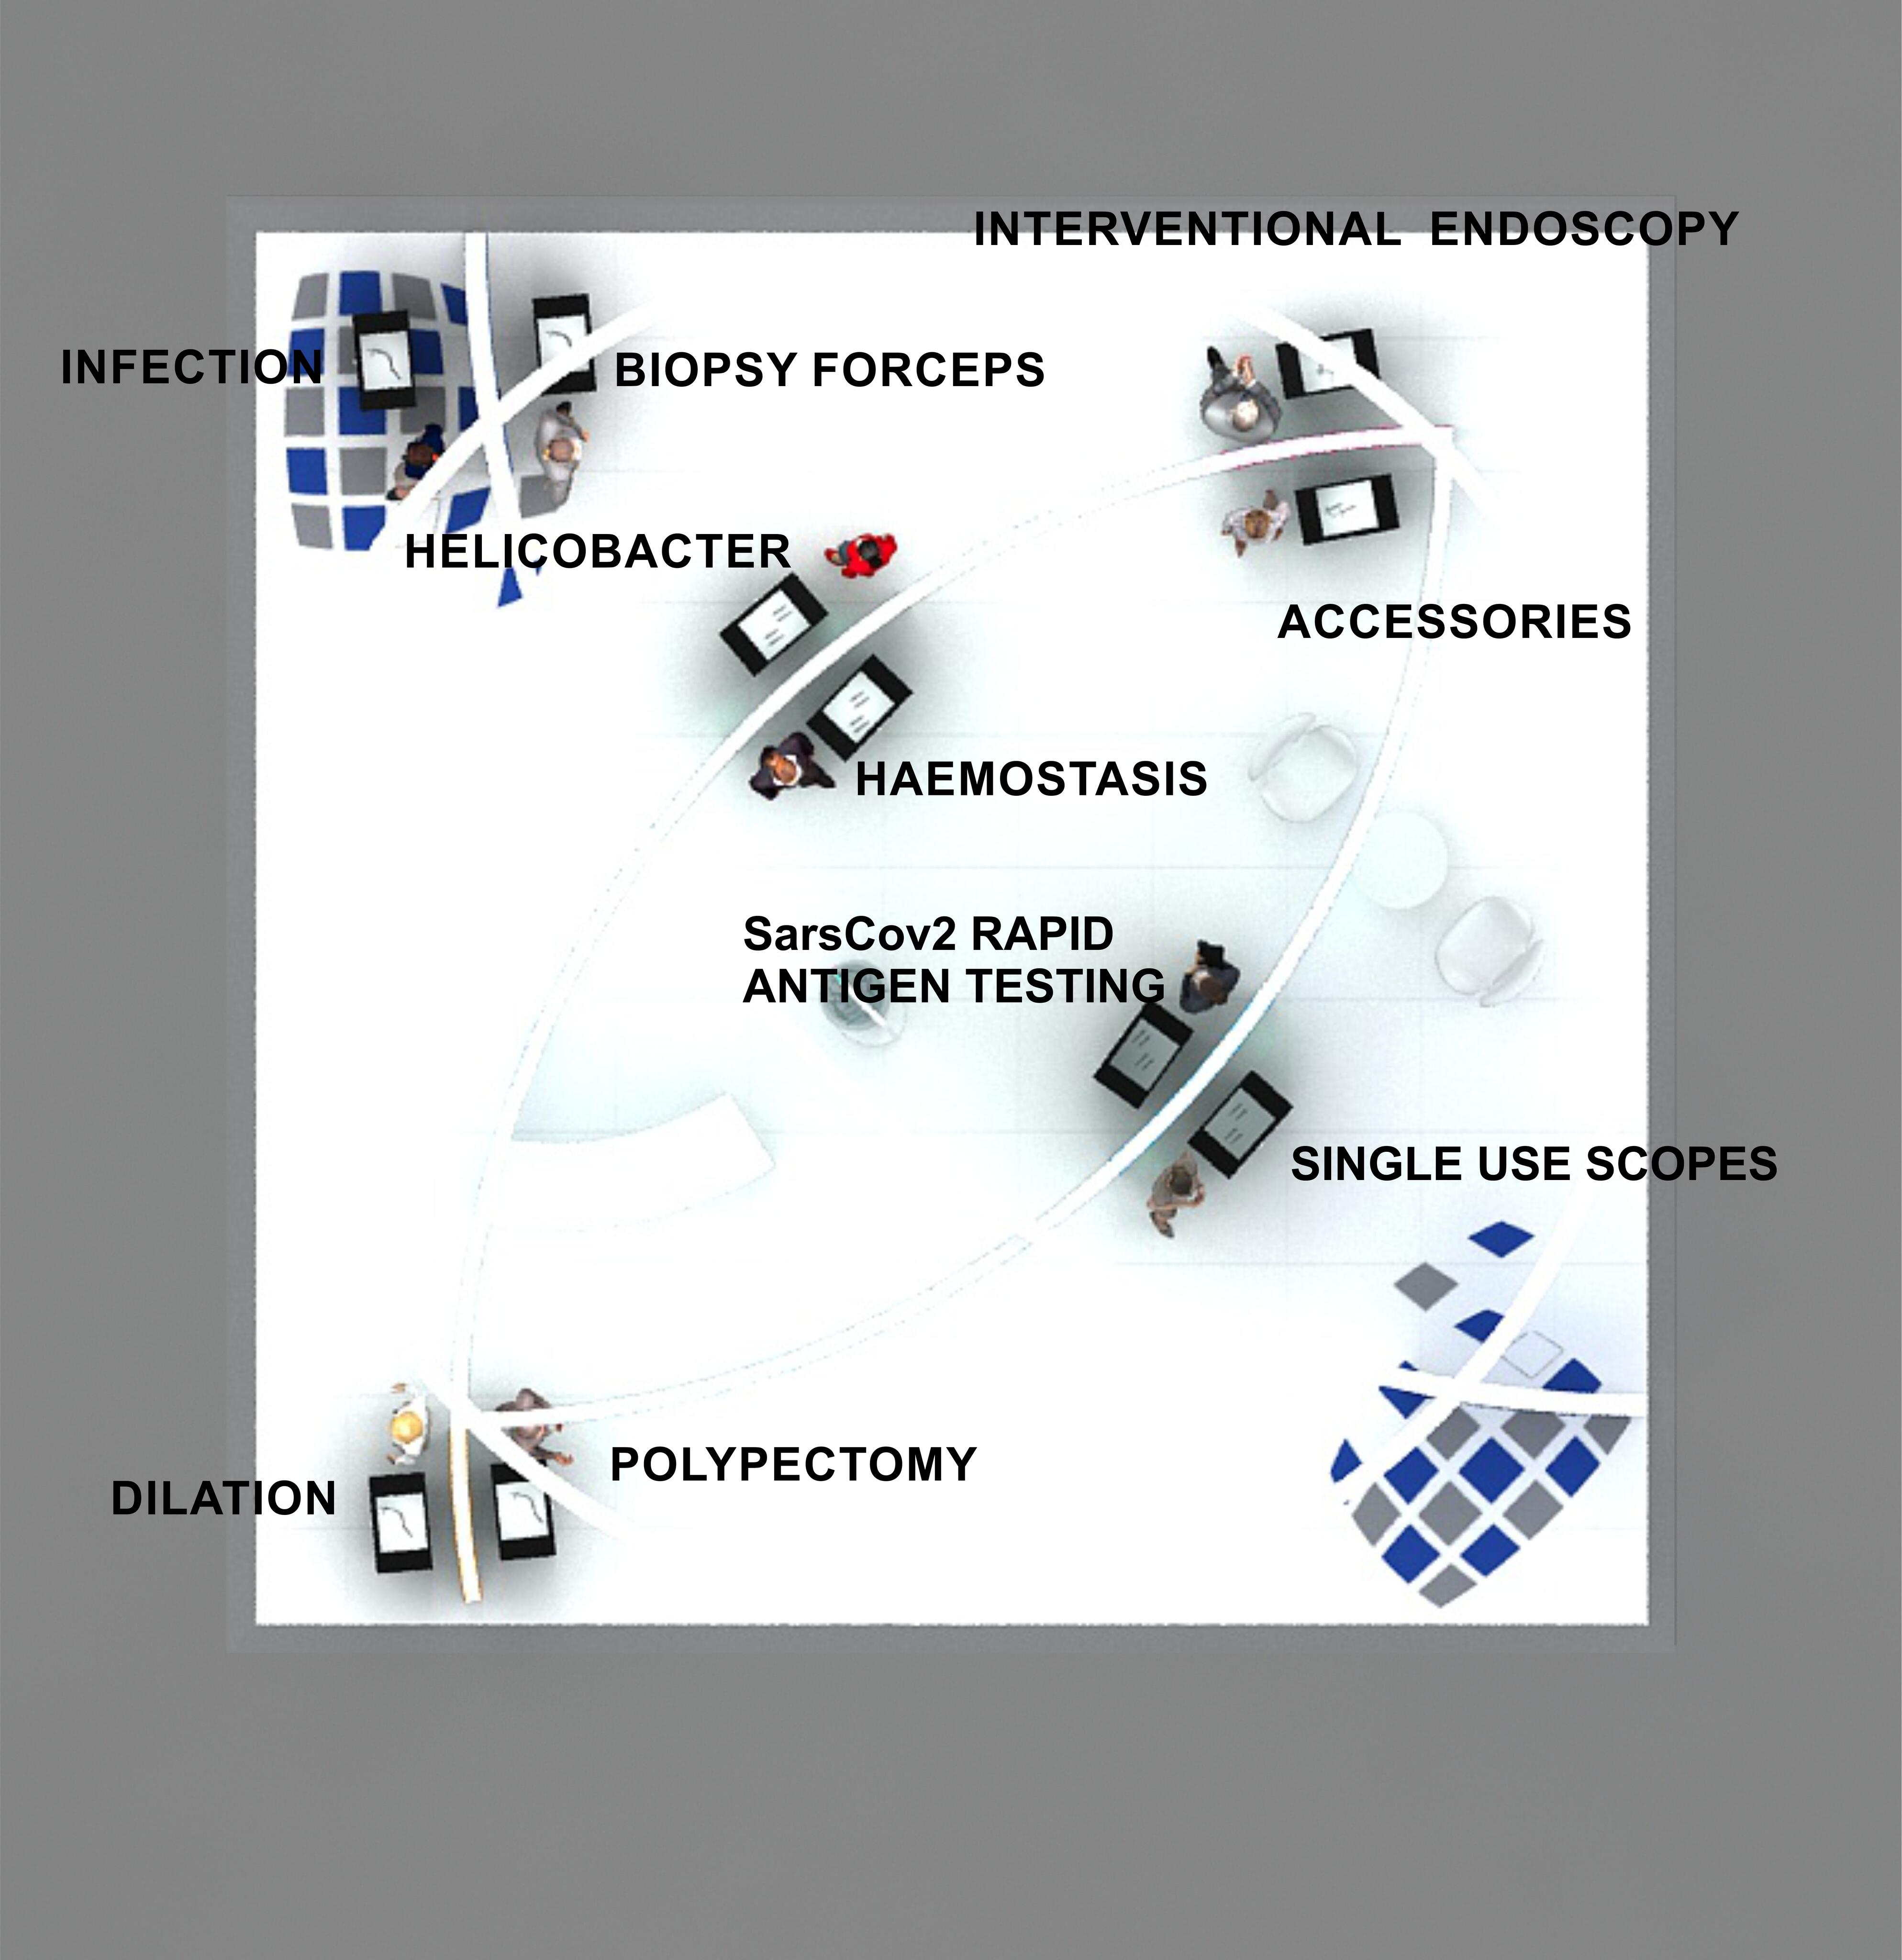 INTERVENTIONAL ENDOSCOPY
INFECTION
BIOPSY FORCEPS
HELICOBACTER
ACCESSORIES
HAEMOSTASIS
SarsCov2 RAPID
ANTIGEN TESTING
SINGLE USE SCOPES
POLYPECTOMY
DILATION